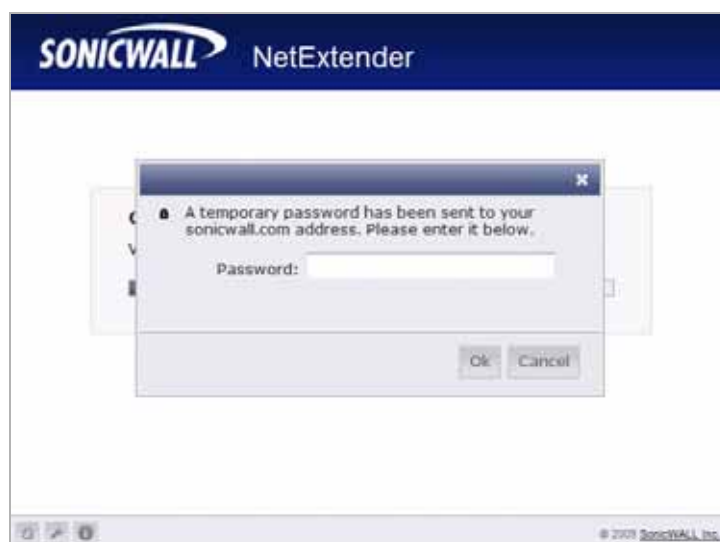 SONICWALL NetExtender
A temporary password has been sent to your
sonicwall.com address. Please enter it below.
Password:
Ok Cancel
© 2009 SonicWALL Inc